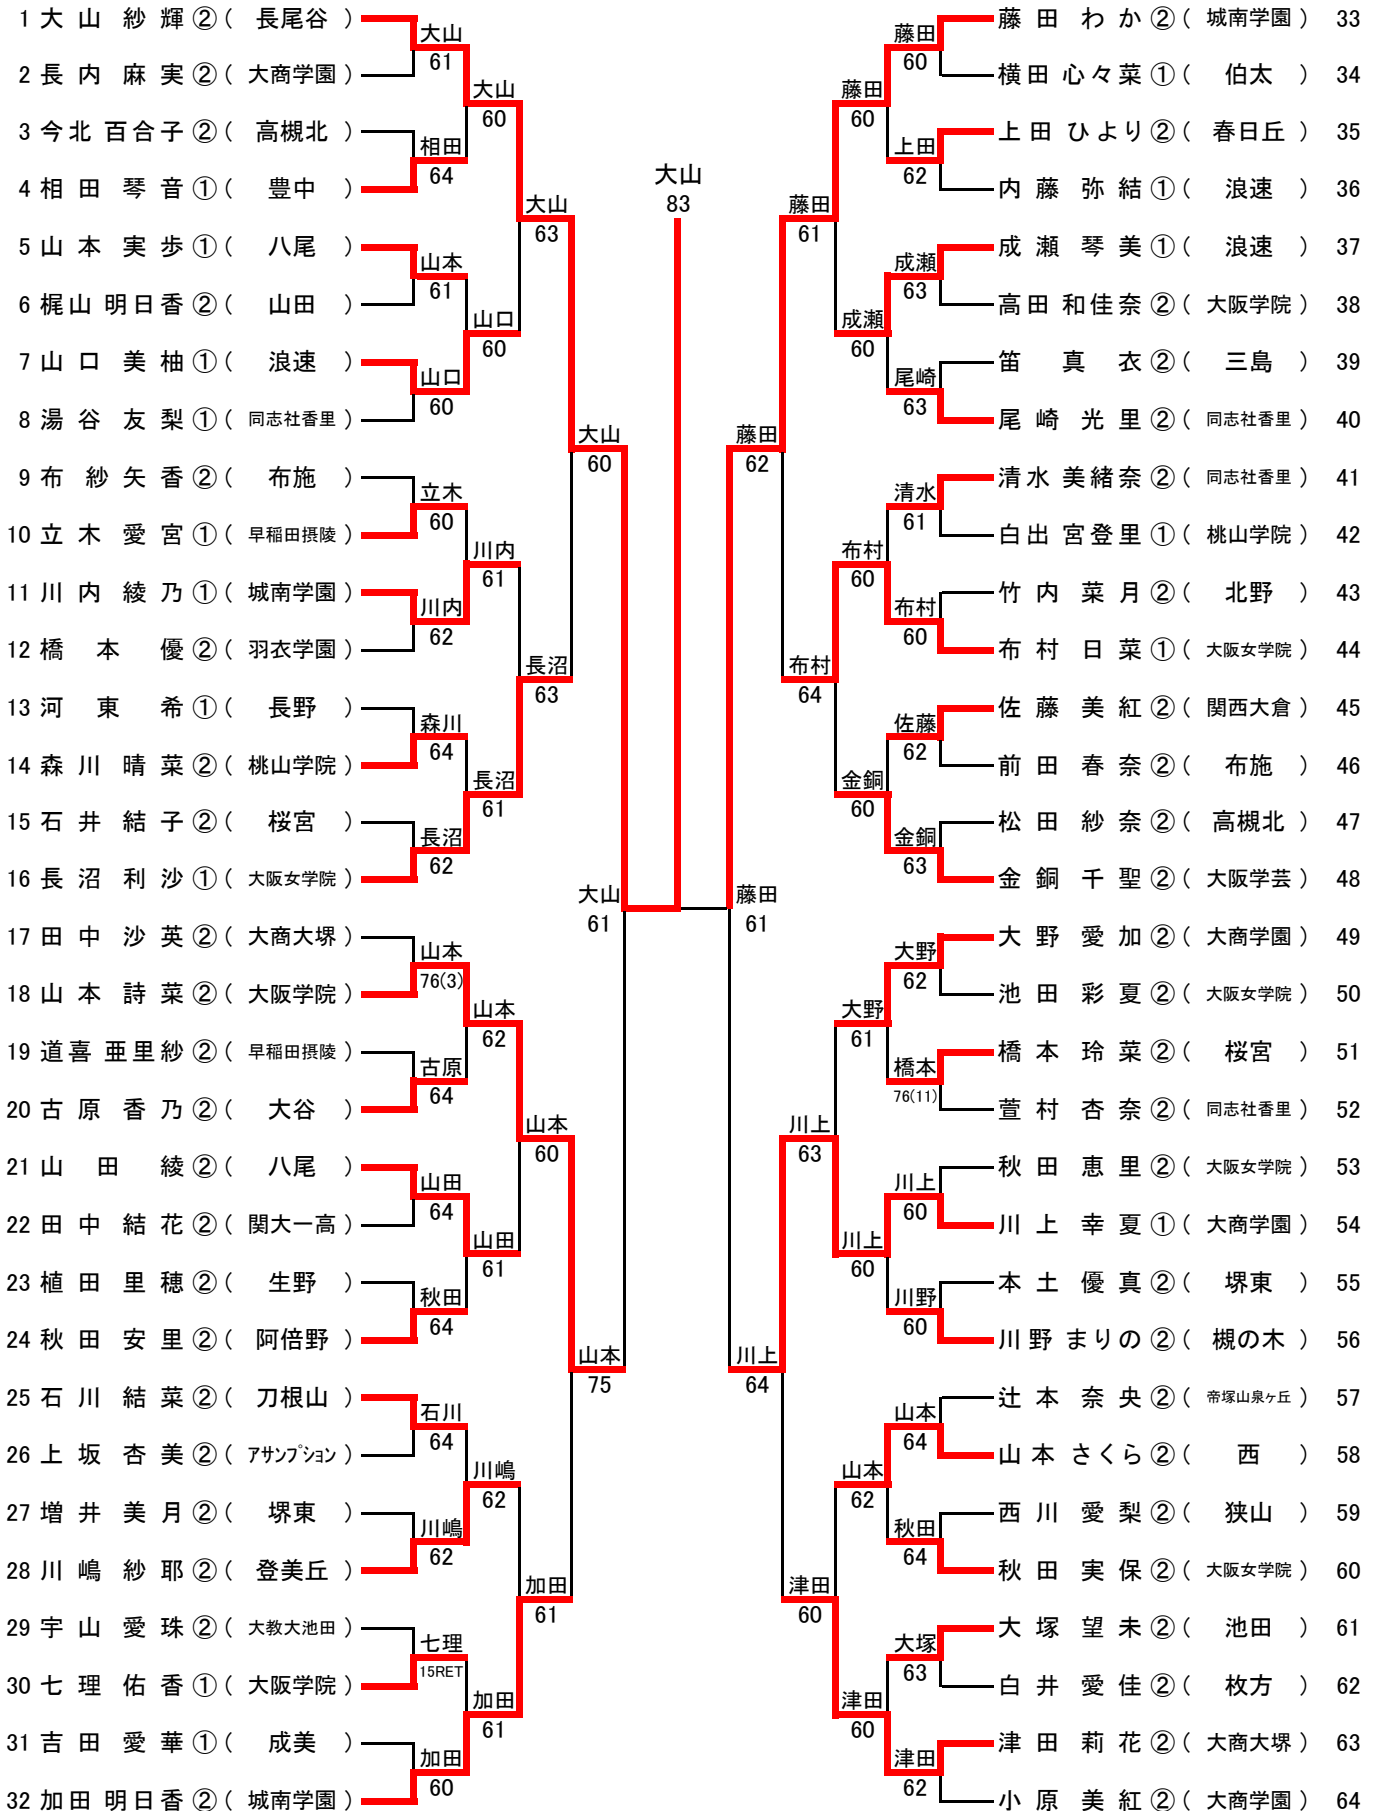 1 大山 紗輝 ② ( 長尾谷 )
2 長内 麻実 ② ( 大商学園 )
3 今北 百合子 ② ( 高槻北 )
4 相田 琴音 ① ( 豊中 )
5 山本 実歩 ① ( 八尾 )
6 梶山 明日香 ② ( 山田 )
7 山口 美柚 ① ( 浪速 )
8 湯谷 友梨 ① ( 同志社香里 )
9 布 紗矢香 ② ( 布施 )
10 立木 愛宮 ① ( 早稲田摂陵 )
11 川内 綾乃 ① ( 城南学園 )
12 橋本 優 ② ( 羽衣学園 )
13 河東 希 ① ( 長野 )
14 森川 晴菜 ② ( 桃山学院 )
15 石井 結子 ② ( 桜宮 )
16 長沼 利沙 ① ( 大阪女学院 )
17 田中 沙英 ② ( 大商大堺 )
18 山本 詩菜 ② ( 大阪学院 )
19 道喜 亜里紗 ② ( 早稲田摂陵 )
20 古原 香乃 ② ( 大谷 )
21 山田 綾 ② ( 八尾 )
22 田中 結花 ② ( 関大一高 )
23 植田 里穂 ② ( 生野 )
24 秋田 安里 ② ( 阿倍野 )
25 石川 結菜 ② ( 刀根山 )
26 上坂 杏美 ② ( アサンプション )
27 増井 美月 ② ( 堺東 )
28 川嶋 紗耶 ② ( 登美丘 )
29 宇山 愛珠 ② ( 大教大池田 )
30 七理 佑香 ① ( 大阪学院 )
31 吉田 愛華 ① ( 成美 )
32 加田 明日香 ② ( 城南学園 )
大山
61
相田
64
山本
61
山口
60
立木
60
川内
62
森川
64
長沼
62
山本
76(3)
古原
64
山田
64
秋田
64
石川
64
川嶋
62
七理
15RET
加田
60
大山
60
山口
60
川内
61
長沼
61
山本
62
山田
61
川嶋
62
加田
61
大山
63
長沼
63
山本
60
加田
61
大山
60
山本
75
大山
61
大山
83
藤田
61
藤田
62
川上
64
藤田
61
布村
64
川上
63
津田
60
藤田
60
成瀬
60
布村
60
金銅
60
大野
61
川上
60
山本
62
津田
60
藤田
60
上田
62
成瀬
63
尾崎
63
清水
61
布村
60
佐藤
62
金銅
63
大野
62
橋本
76(11)
川上
60
川野
60
山本
64
秋田
64
大塚
63
津田
62
藤田 わか ② ( 城南学園 ) 33
横田 心々菜 ① ( 伯太 ) 34
上田 ひより ② ( 春日丘 ) 35
内藤 弥結 ① ( 浪速 ) 36
成瀬 琴美 ① ( 浪速 ) 37
高田 和佳奈 ② ( 大阪学院 ) 38
笛 真衣 ② ( 三島 ) 39
尾崎 光里 ② ( 同志社香里 ) 40
清水 美緒奈 ② ( 同志社香里 ) 41
白出 宮登里 ① ( 桃山学院 ) 42
竹内 菜月 ② ( 北野 ) 43
布村 日菜 ① ( 大阪女学院 ) 44
佐藤 美紅 ② ( 関西大倉 ) 45
前田 春奈 ② ( 布施 ) 46
松田 紗奈 ② ( 高槻北 ) 47
金銅 千聖 ② ( 大阪学芸 ) 48
大野 愛加 ② ( 大商学園 ) 49
池田 彩夏 ② ( 大阪女学院 ) 50
橋本 玲菜 ② ( 桜宮 ) 51
萱村 杏奈 ② ( 同志社香里 ) 52
秋田 恵里 ② ( 大阪女学院 ) 53
川上 幸夏 ① ( 大商学園 ) 54
本土 優真 ② ( 堺東 ) 55
川野 まりの ② ( 槻の木 ) 56
辻本 奈央 ② ( 帝塚山泉ヶ丘 ) 57
山本 さくら ② ( 西 ) 58
西川 愛梨 ② ( 狭山 ) 59
秋田 実保 ② ( 大阪女学院 ) 60
大塚 望未 ② ( 池田 ) 61
白井 愛佳 ② ( 枚方 ) 62
津田 莉花 ② ( 大商大堺 ) 63
小原 美紅 ② ( 大商学園 ) 64